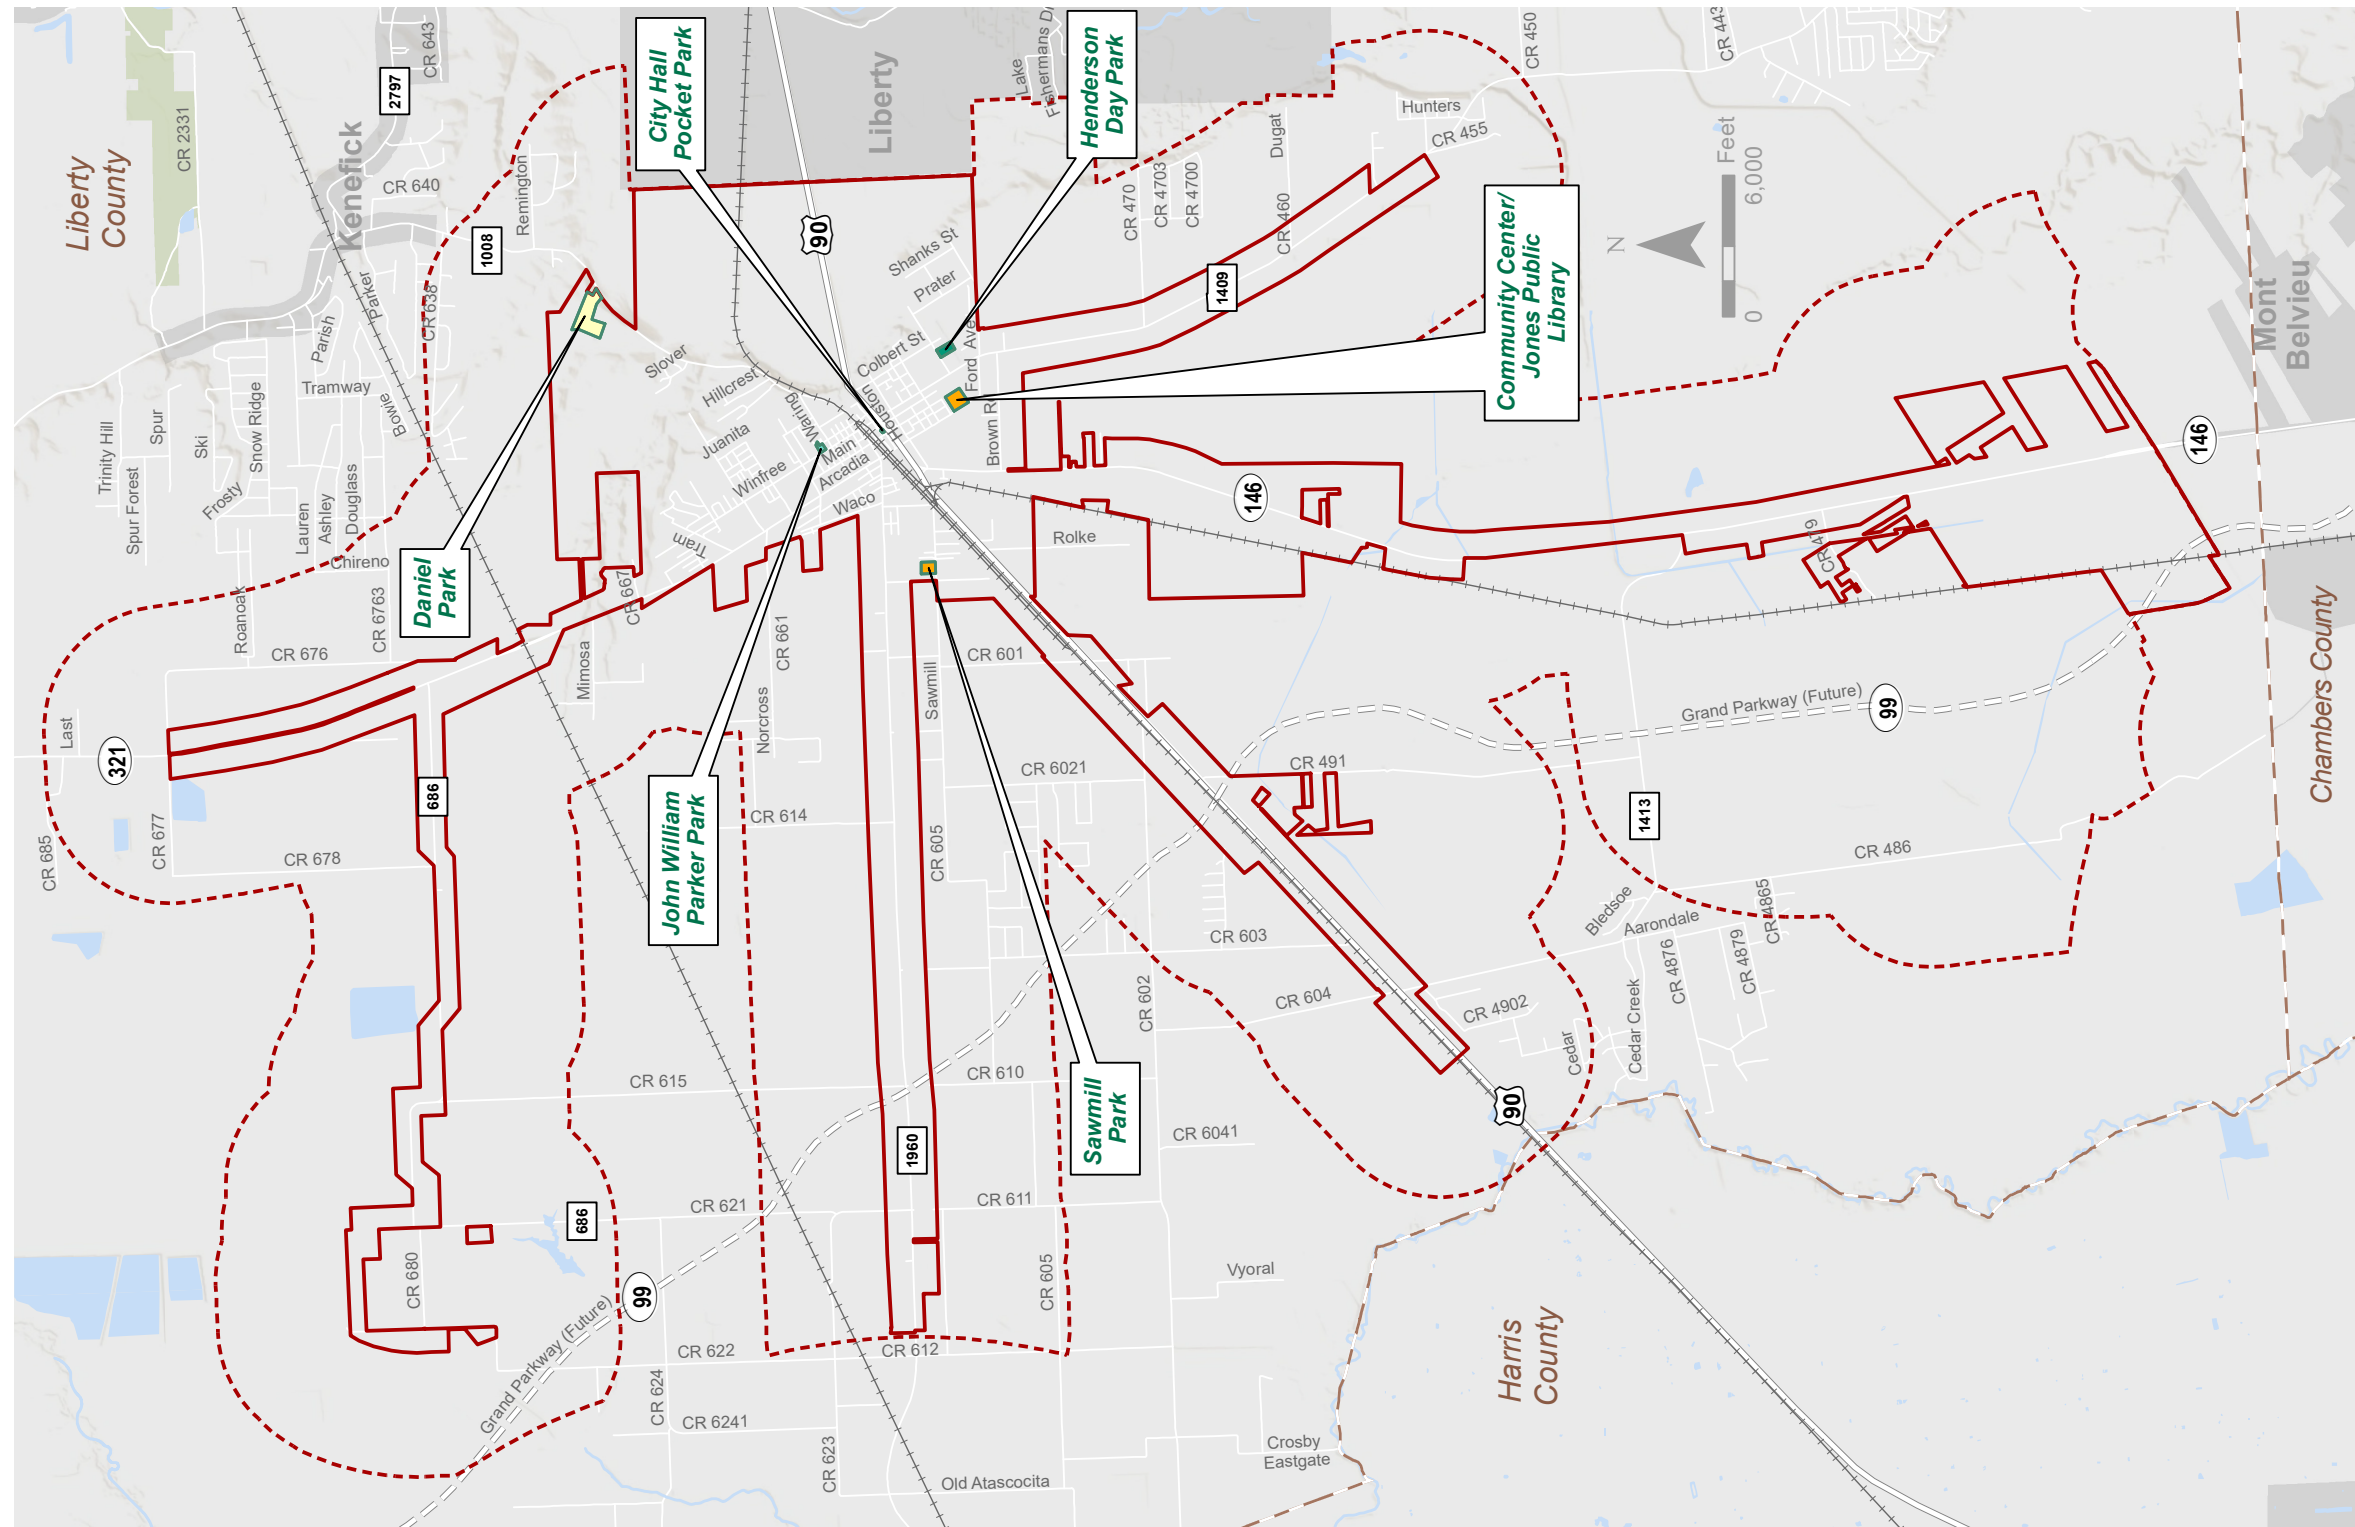 Liberty
County
CR 2331
2797
CR 643
Kenefick
CR 640
Remington
1008
Parker
CR 638
Parish
Tramway
Bowie
Snow Ridge
Ski
Spur
Trinity Hill
Spur Forest
Frosty
Lauren
Ashley
Douglass
Chireno
Roanoak
CR 6763
CR 676
Last
321
CR 685
CR 677
CR 678
686
Daniel
Park
CR 667
Mimosa
City Hall
Pocket Park
Liberty
90
Lake
Fishermans Dr
Henderson
Day Park
CR 450
CR 443
Hunters
CR 455
Dugat
CR 470
CR 4703
CR 4700
CR 460
1409
Shanks St
Prater
Colbert St
Ford Ave
Houston
Brown R
Slover
Hillcrest
Waring
Juanita
Winfree
Main
Arcadia
Waco
Tram
Community Center/
Jones Public
Library
N
0
6,000
Feet
Mont
Belvieu
146
146
Rolke
CR 479
Chambers County
Grand Parkway (Future)
99
CR 661
Norcross
John William
Parker Park
CR 614
Sawmill
CR 601
CR 605
CR 6021
CR 491
1413
CR 486
CR 4865
Bledsoe
Aarondale
CR 4876
CR 4879
CR 603
CR 602
CR 604
CR 4902
Cedar
Cedar Creek
90
Sawmill
Park
CR 615
CR 610
1960
CR 6041
CR 621
CR 611
686
CR 680
99
Grand Parkway (Future)
CR 605
Vyoral
CR 622
CR 612
CR 624
CR 6241
CR 623
Old Atascocita
Crosby
Eastgate
Harris
County